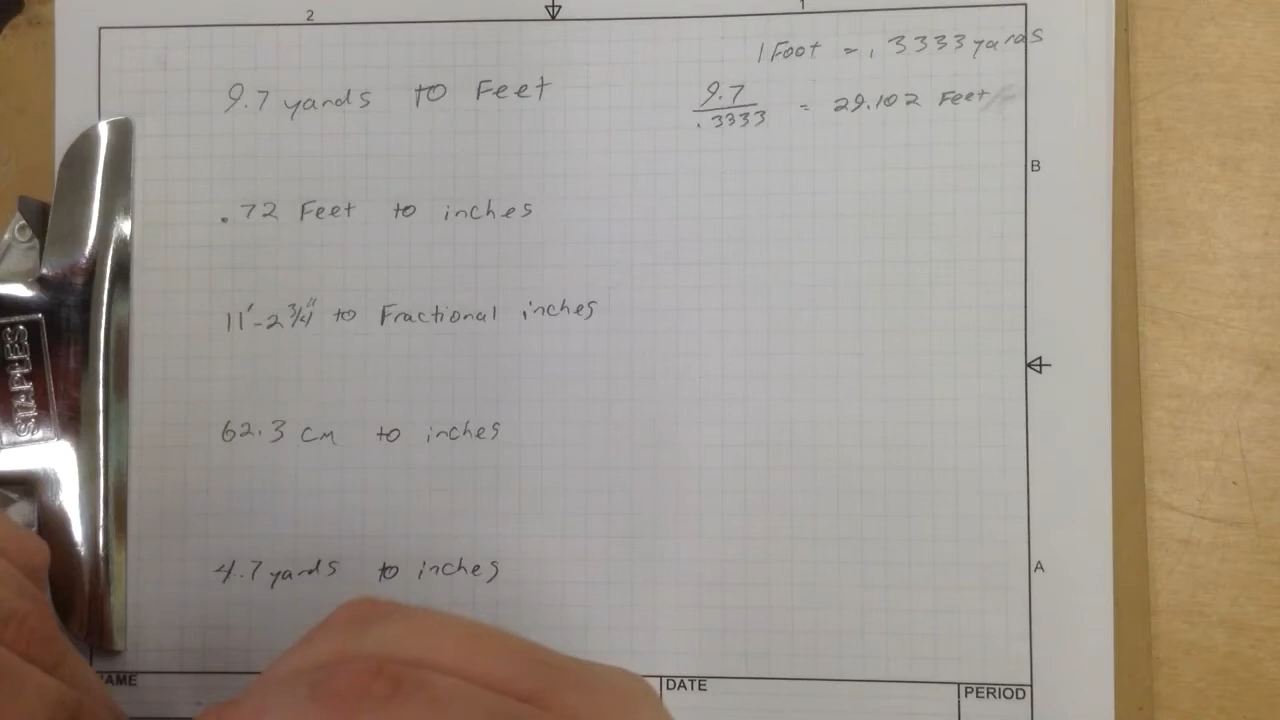 2 1
1 Foot = .3333 yards
9.7 yards to Feet
9.7
.3333
= 29.102 Feet
B
.72 Feet to inches
11'-2 3/4" to Fractional inches
STAPLES
62.3 cm to inches
4.7 yards to inches
A
AME DATE PERIOD